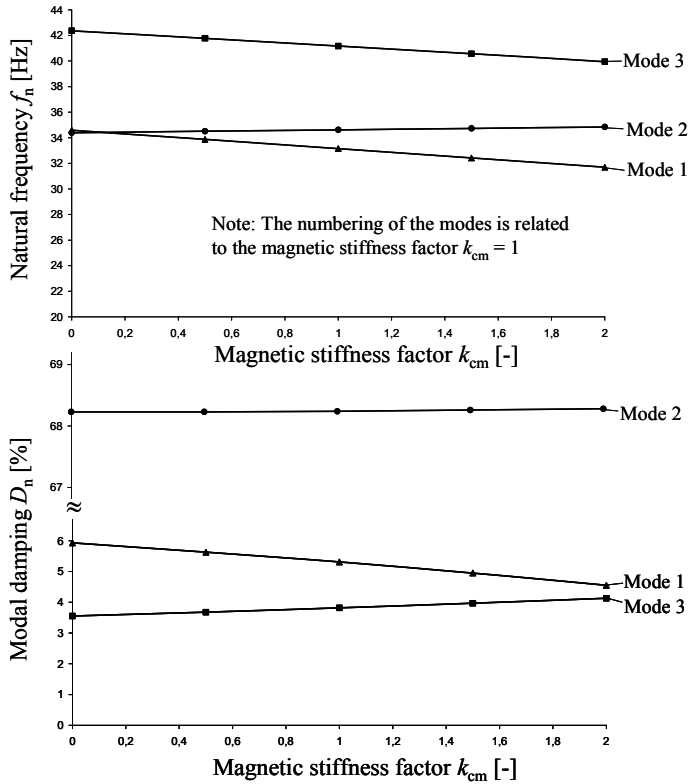 Natural frequency fn [Hz]
44
42
40
38
36
34
32
30
28
26
24
22
20
Mode 3
Mode 2
Mode 1
Note: The numbering of the modes is related
to the magnetic stiffness factor kcm = 1
0 0,2 0,4 0,6 0,8 1 1,2 1,4 1,6 1,8 2
Magnetic stiffness factor kcm [-]
Modal damping Dn [%]
69
68
67
≈
6
5
4
3
2
1
0
Mode 2
Mode 1
Mode 3
0 0,2 0,4 0,6 0,8 1 1,2 1,4 1,6 1,8 2
Magnetic stiffness factor kcm [-]